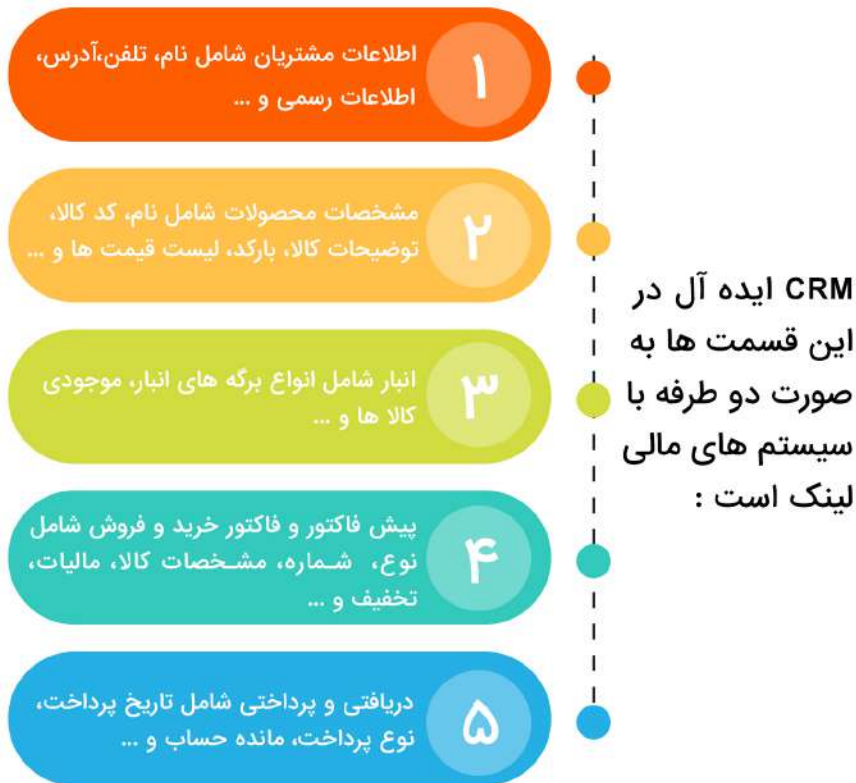 CRM ایده آل در
این قسمت ها به
صورت دو طرفه با
سیستم های مالی
لینک است :
۱
اطلاعات مشتریان شامل نام، تلفن،آدرس،
اطلاعات رسمی و ...
۲
مشخصات محصولات شامل نام، کد کالا،
توضیحات کالا، بارکد، لیست قیمت ها و ...
۳
انبار شامل انواع برگه های انبار، موجودی
کالا ها و ...
۴
پیش فاکتور و فاکتور خرید و فروش شامل
نوع، شـماره، مشـخصات کالا، مالیات،
تخفیف و ...
۵
دریافتی و پرداختی شامل تاریخ پرداخت،
نوع پرداخت، مانده حساب و ...